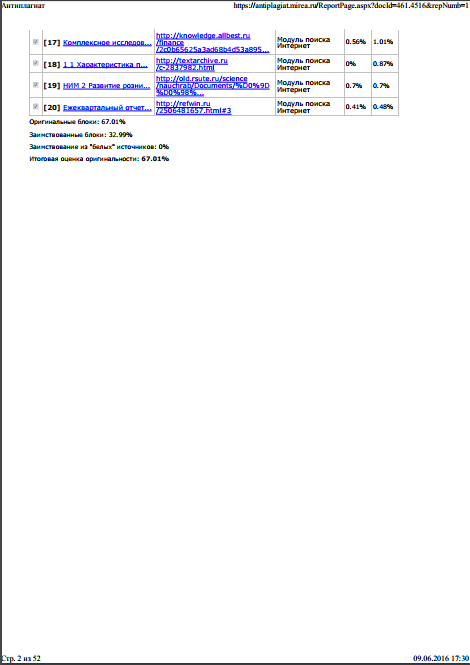 Антиплагиат https://antiplagiat.mirea.ru/ReportPage.aspx?docId=461.4516&repNumb=1
[17] Комплексное исследов... http://knowledge.allbest.ru
/finance
/2c0b65625a3ad68b4d53a895... Модуль поиска
Интернет 0.56% 1.01%
[18] 1 1 Характеристика п... http://textarchive.ru
/c-2837982.html Модуль поиска
Интернет 0% 0.87%
[19] НИМ 2 Развитие розни... http://old.rsute.ru/science
/nauchrab/Documents/%D0%9D
%D0%98%... Модуль поиска
Интернет 0.7% 0.7%
[20] Ежеквартальный отчет... http://refwin.ru
/2506481657.html#3 Модуль поиска
Интернет 0.41% 0.48%
Оригинальные блоки: 67.01%
Заимствованные блоки: 32.99%
Заимствование из "белых" источников: 0%
Итоговая оценка оригинальности: 67.01%
Стр. 2 из 52 09.06.2016 17:30